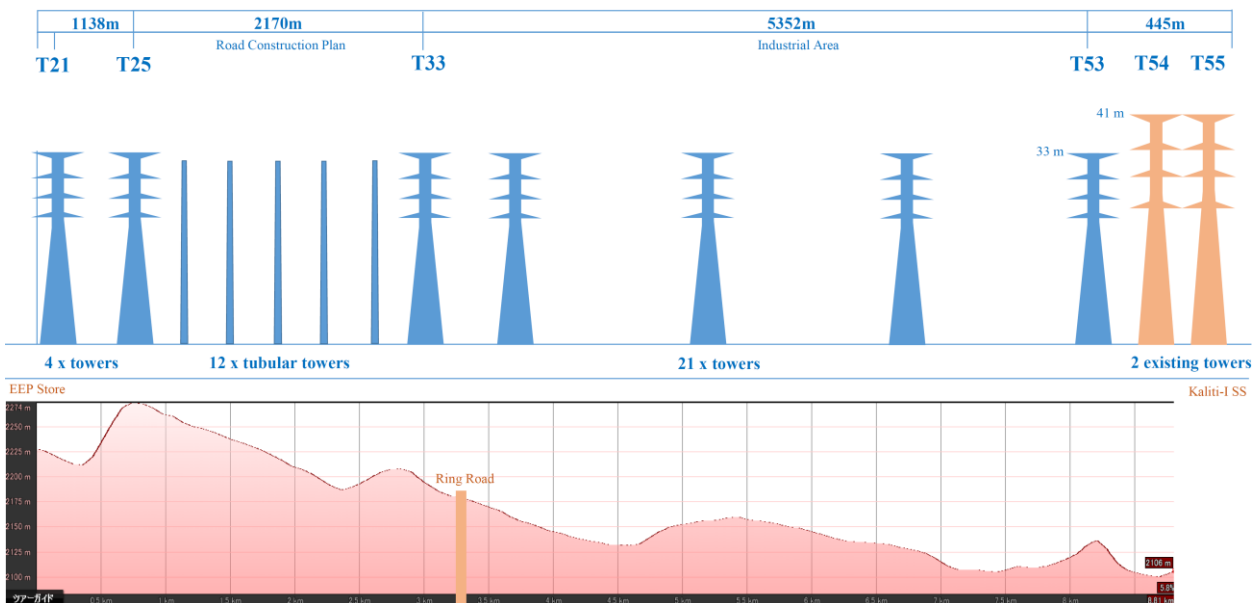 1138m 2170m 5352m 445m
Road Construction Plan Industrial Area
T21 T25 T33 T53 T54 T55
41 m
33 m
4 x towers 12 x tubular towers 21 x towers 2 existing towers
EEP Store Kaliti-I SS
2274 m
2250 m
2225 m
2200 m
Ring Road
2175 m
2150 m
2125 m
2106 m
2100 m
5.8%
ツアーガイド 0.5 km 1 km 1.5 km 2 km 2.5 km 3 km 3.5 km 4 km 4.5 km 5 km 5.5 km 6 km 6.5 km 7 km 7.5 km 8 km 8.81 km